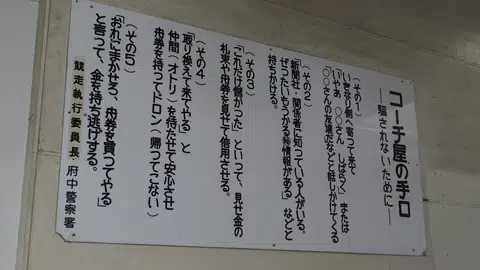 コーチ屋の手口
―騙されないために―
(その1)
いきなり側へ寄って来て
「いやあ 〇〇さん しばらく」または
「〇〇さんの友達だなどと話しかけてくる
(その2)
「新聞社・関係者に知っている人がいる。
ぜったいもうかる㊙情報がある」などと
持ちかける。
(その3)
「これだけ儲かった」といって、見せ金の
札束や舟券を見せて信用させる。
(その4)
「取り換えて来てやる」と
仲間(オトリ)を待たせて安心させ
舟券を持ってドロン(帰ってこない)
(その5)
「おれにまかせろ、舟券を買ってやる」
と言って、金を持ち逃げする。
競走執行委員長・府中警察署